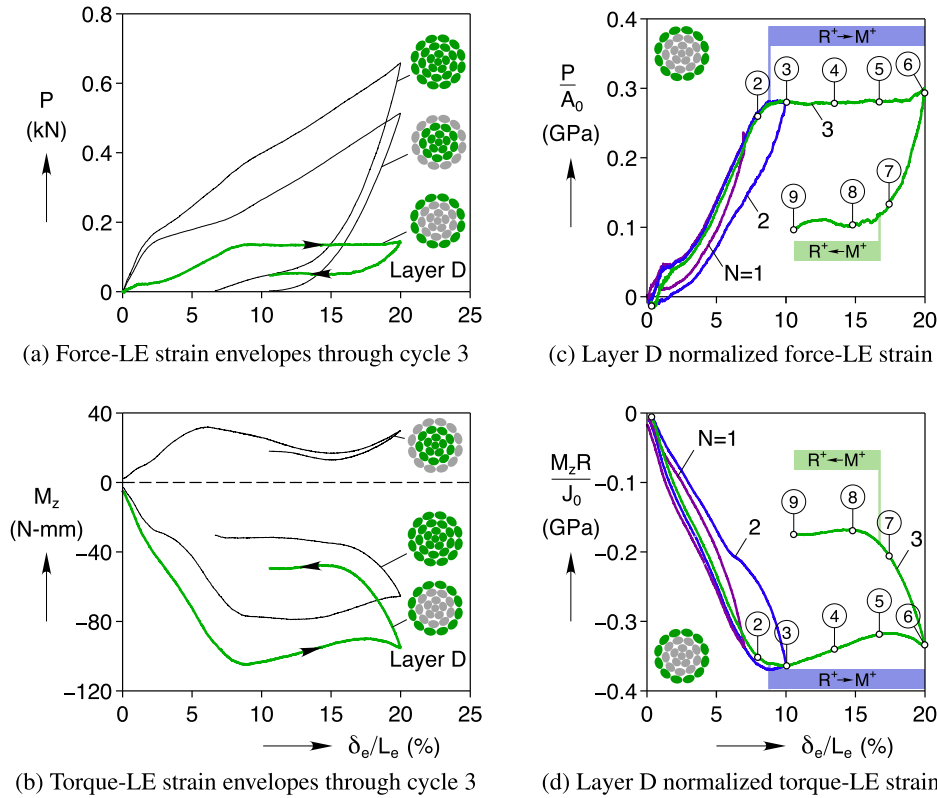 0.8
0.6
0.4
0.2
0
P
(kN)
Layer D
0 5 10 15 20 25
(a) Force-LE strain envelopes through cycle 3
0.4
0.3
0.2
0.1
0
P
A₀
(GPa)
R⁺→M⁺
2 3 4 5 6
3
7
9 8
2
R⁺←M⁺
N=1
0 5 10 15 20
(c) Layer D normalized force-LE strain
40
0
−40
−80
−120
M_z
(N-mm)
Layer D
0 5 10 15 20 25
δₑ/Lₑ (%)
(b) Torque-LE strain envelopes through cycle 3
0
−0.1
−0.2
−0.3
−0.4
M_zR
J₀
(GPa)
N=1
R⁺←M⁺
2
9 8 7
3
2 3 4 5 6
R⁺→M⁺
0 5 10 15 20
δₑ/Lₑ (%)
(d) Layer D normalized torque-LE strain